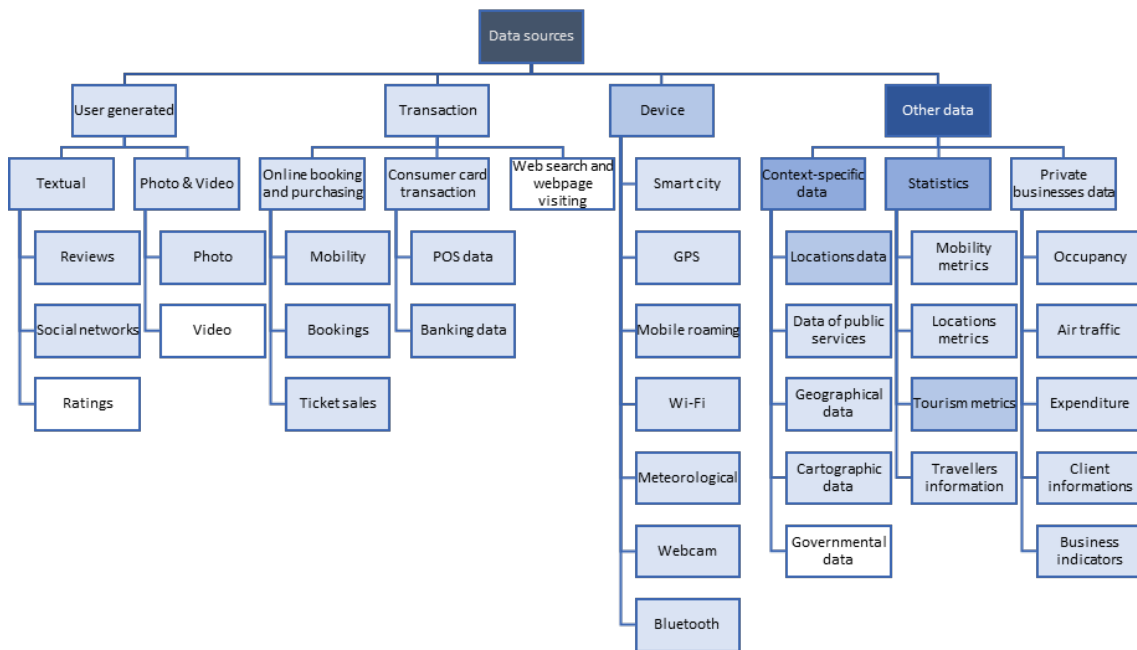 Data sources
User generated
Transaction
Device
Other data
Textual
Photo & Video
Online booking
and purchasing
Consumer card
transaction
Web search and
webpage
visiting
Smart city
Context-specific
data
Statistics
Private
businesses data
Reviews
Photo
Mobility
POS data
GPS
Locations data
Mobility
metrics
Occupancy
Social networks
Video
Bookings
Banking data
Mobile roaming
Data of public
services
Locations
metrics
Air traffic
Ratings
Ticket sales
Wi-Fi
Geographical
data
Tourism metrics
Expenditure
Meteorological
Cartographic
data
Travellers
information
Client
informations
Webcam
Governmental
data
Business
indicators
Bluetooth